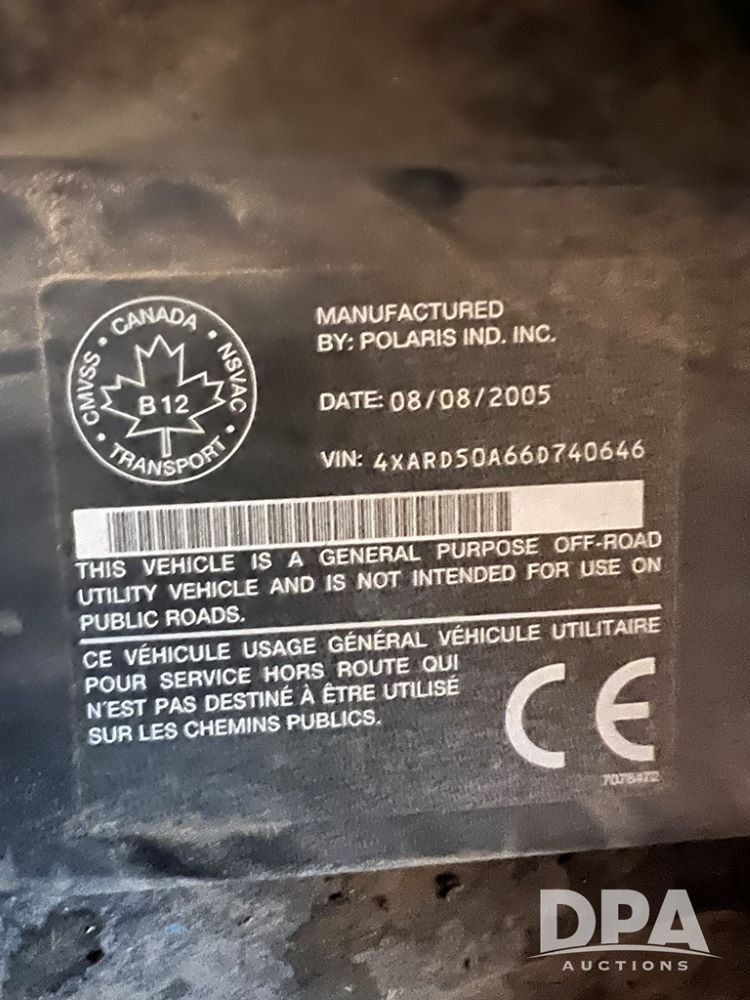 CANADA
CMVSS • NSVAC
B 12
TRANSPORT
MANUFACTURED
BY: POLARIS IND. INC.
DATE: 08/08/2005
VIN: 4XARD50A66D740646
THIS VEHICLE IS A GENERAL PURPOSE OFF-ROAD
UTILITY VEHICLE AND IS NOT INTENDED FOR USE ON
PUBLIC ROADS.
CE VÉHICULE USAGE GÉNÉRAL VÉHICULE UTILITAIRE
POUR SERVICE HORS ROUTE QUI
N'EST PAS DESTINÉ À ÊTRE UTILISÉ
SUR LES CHEMINS PUBLICS.
CE
7078472
DPA
AUCTIONS